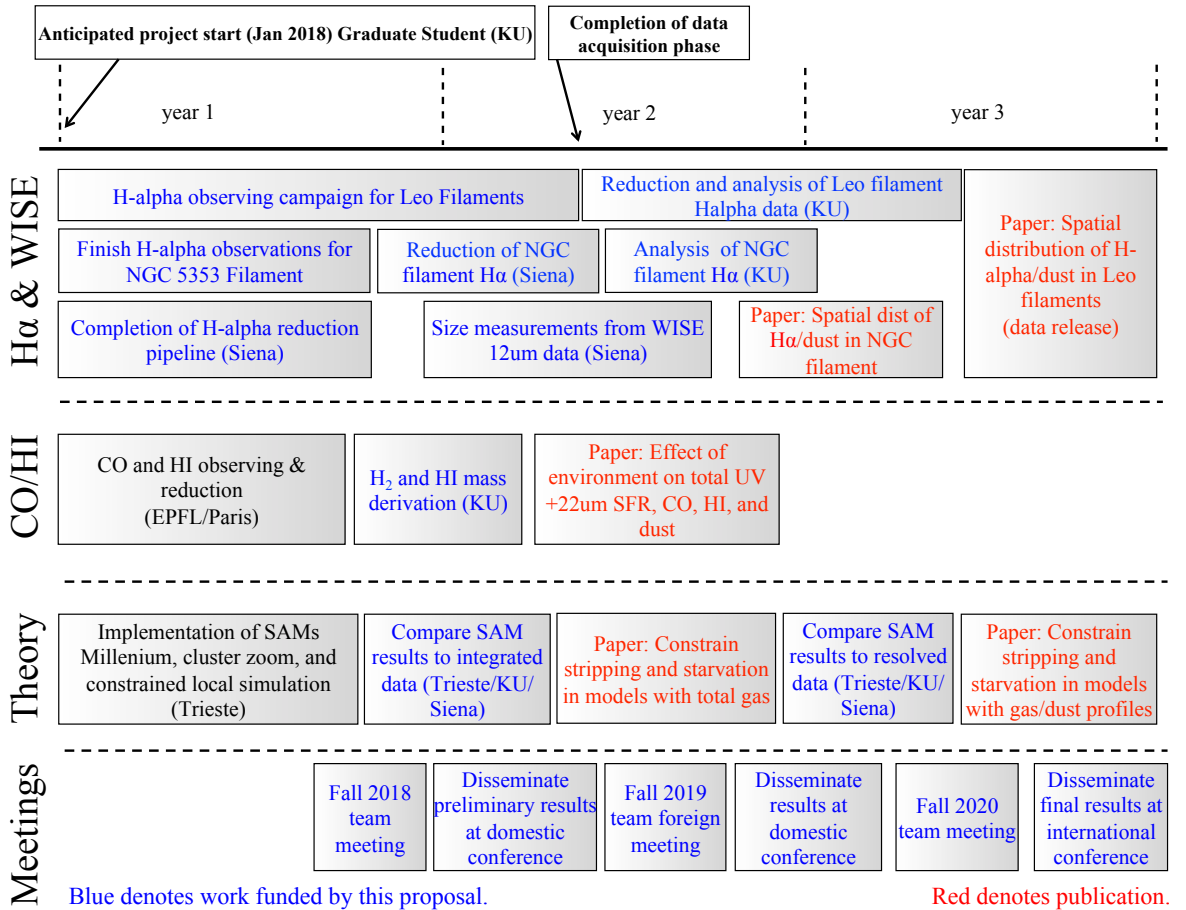 Anticipated project start (Jan 2018) Graduate Student (KU)
Completion of data
acquisition phase
year 1
year 2
year 3
Hα & WISE
H-alpha observing campaign for Leo Filaments
Reduction and analysis of Leo filament
Halpha data (KU)
Paper: Spatial
distribution of H-
alpha/dust in Leo
filaments
(data release)
Finish H-alpha observations for
NGC 5353 Filament
Reduction of NGC
filament Hα (Siena)
Analysis of NGC
filament Hα (KU)
Completion of H-alpha reduction
pipeline (Siena)
Size measurements from WISE
12um data (Siena)
Paper: Spatial dist of
Hα/dust in NGC
filament
CO/HI
CO and HI observing &
reduction
(EPFL/Paris)
H₂ and HI mass
derivation (KU)
Paper: Effect of
environment on total UV
+22um SFR, CO, HI, and
dust
Theory
Implementation of SAMs
Millenium, cluster zoom, and
constrained local simulation
(Trieste)
Compare SAM
results to integrated
data (Trieste/KU/
Siena)
Paper: Constrain
stripping and starvation
in models with total gas
Compare SAM
results to resolved
data (Trieste/KU/
Siena)
Paper: Constrain
stripping and
starvation in models
with gas/dust profiles
Meetings
Fall 2018
team
meeting
Disseminate
preliminary results
at domestic
conference
Fall 2019
team foreign
meeting
Disseminate
results at
domestic
conference
Fall 2020
team meeting
Disseminate
final results at
international
conference
Blue denotes work funded by this proposal.
Red denotes publication.